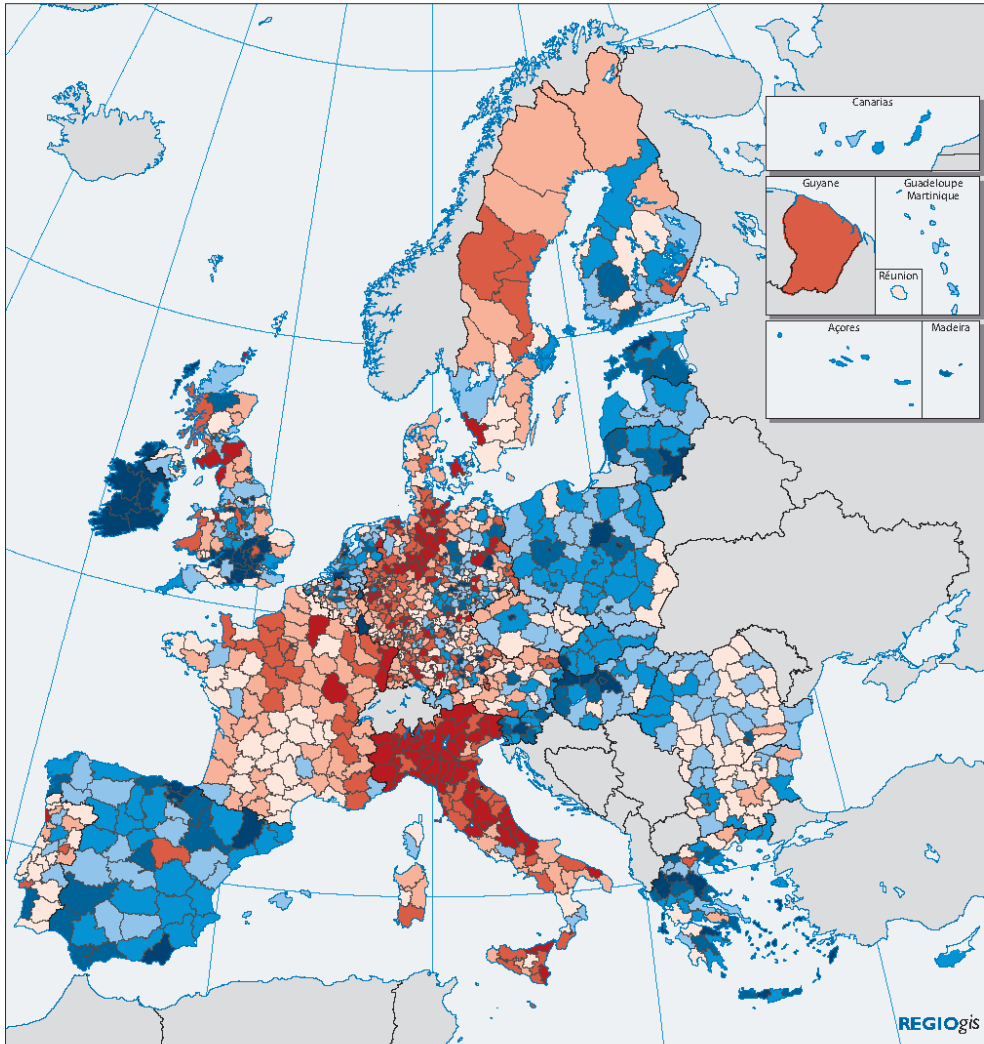 Canarias
Guyane
Guadeloupe
Martinique
Réunion
Açores
Madeira
REGIOgis